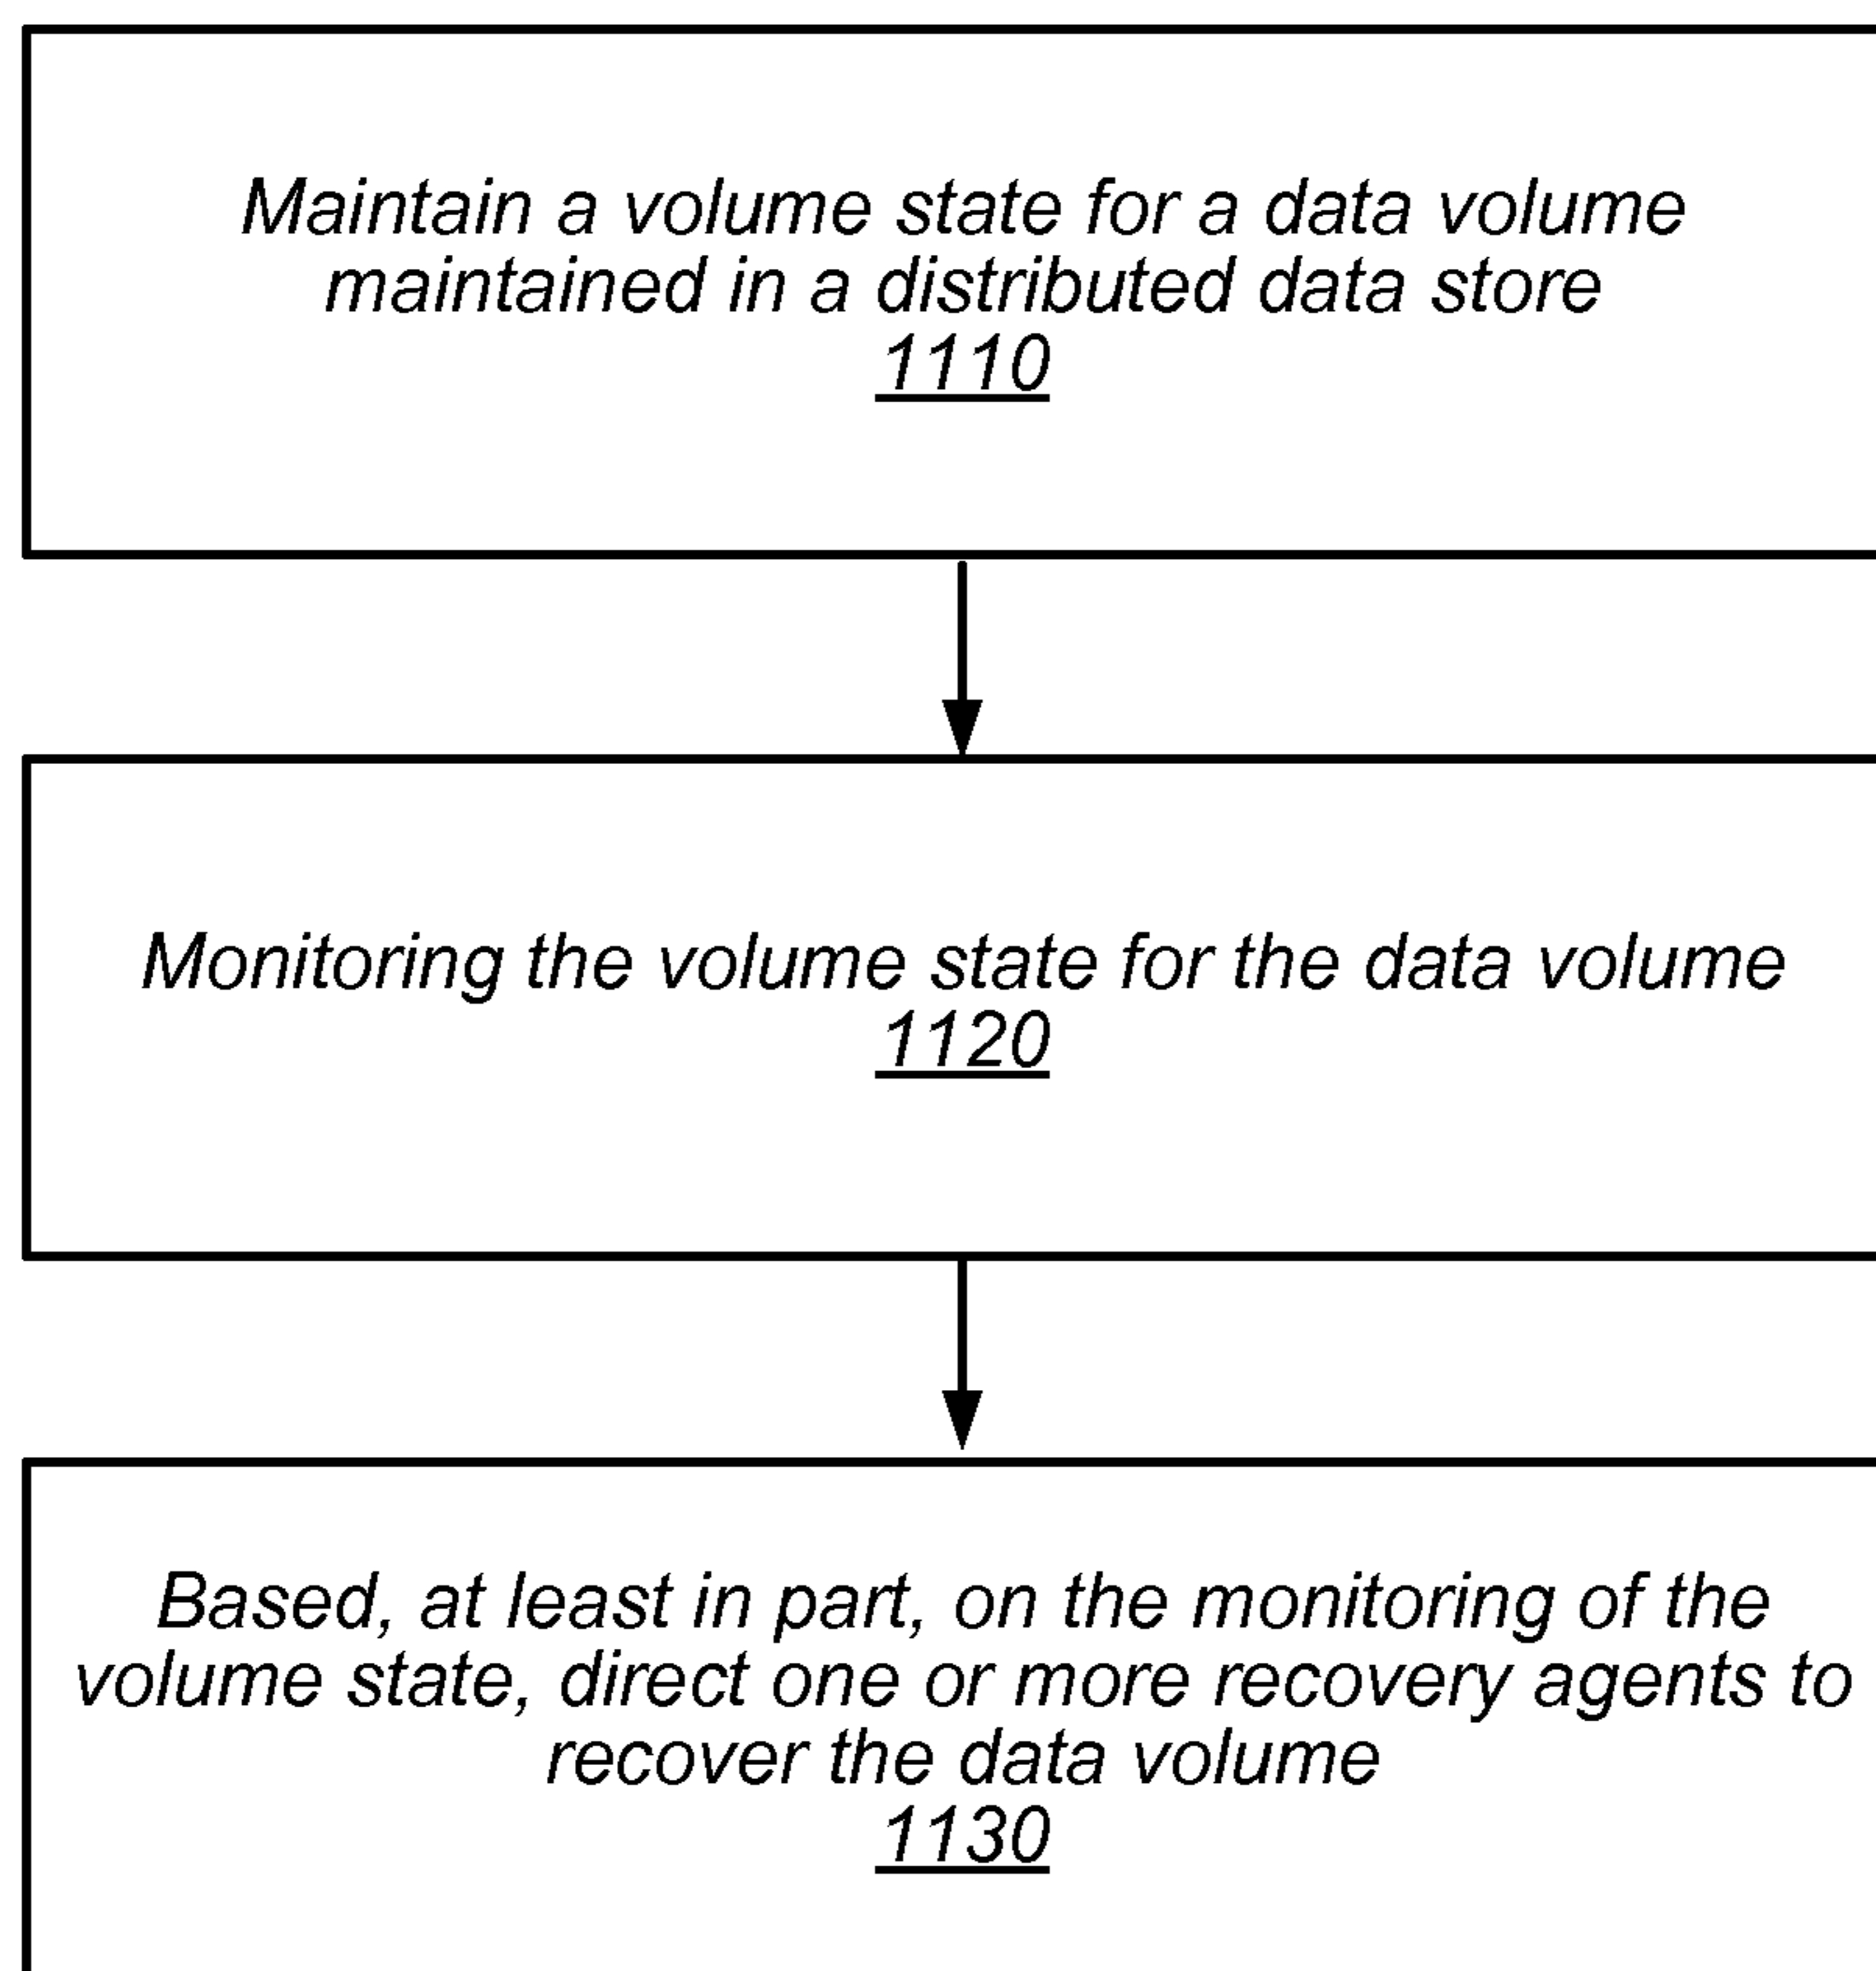 Maintain a volume state for a data volume
maintained in a distributed data store
1110
Monitoring the volume state for the data volume
1120
Based, at least in part, on the monitoring of the
volume state, direct one or more recovery agents to
recover the data volume
1130